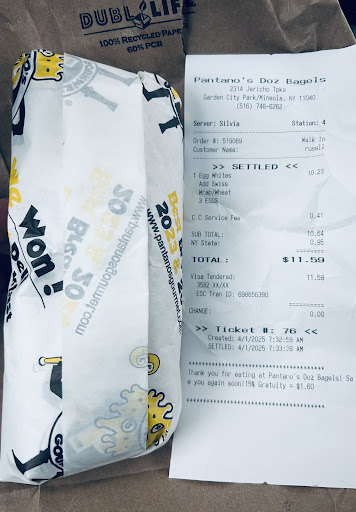 DUBL LIFE
100% RECYCLED PAPER
60% PCR
won!
Best
2023 & 20
www.pantanosgourmet.com
Pantano's Doz Bagels
2314 Jericho Tpke
Garden City Park/Mineola, NY 11040
(516) 746-6262
Server: Silvia Station: 4
Order #: 519089 Walk In
Customer Name: russell
>> SETTLED <<
1 Egg Whites 10.23
Add Swiss
Wrap/Wheat
3 EGGS
C C Service Fee 0.41
SUB TOTAL: 10.64
NY State: 0.95
TOTAL: $11.59
Visa Tendered: 11.59
3582 XX/XX
EDC Tran ID: 698656390
CHANGE: 0.00
>> Ticket #: 76 <<
Created: 4/1/2025 7:32:59 AM
SETTLED: 4/1/2025 7:33:39 AM
Thank you for eating at Pantano's Doz Bagels! Se
e you again soon!15% Gratuity = $1.60